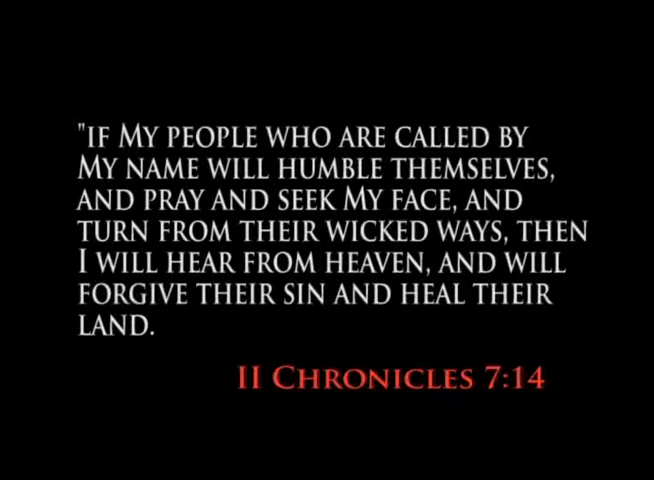 "If My people who are called by
My name will humble themselves,
and pray and seek My face, and
turn from their wicked ways, then
I will hear from heaven, and will
forgive their sin and heal their
land.
II Chronicles 7:14